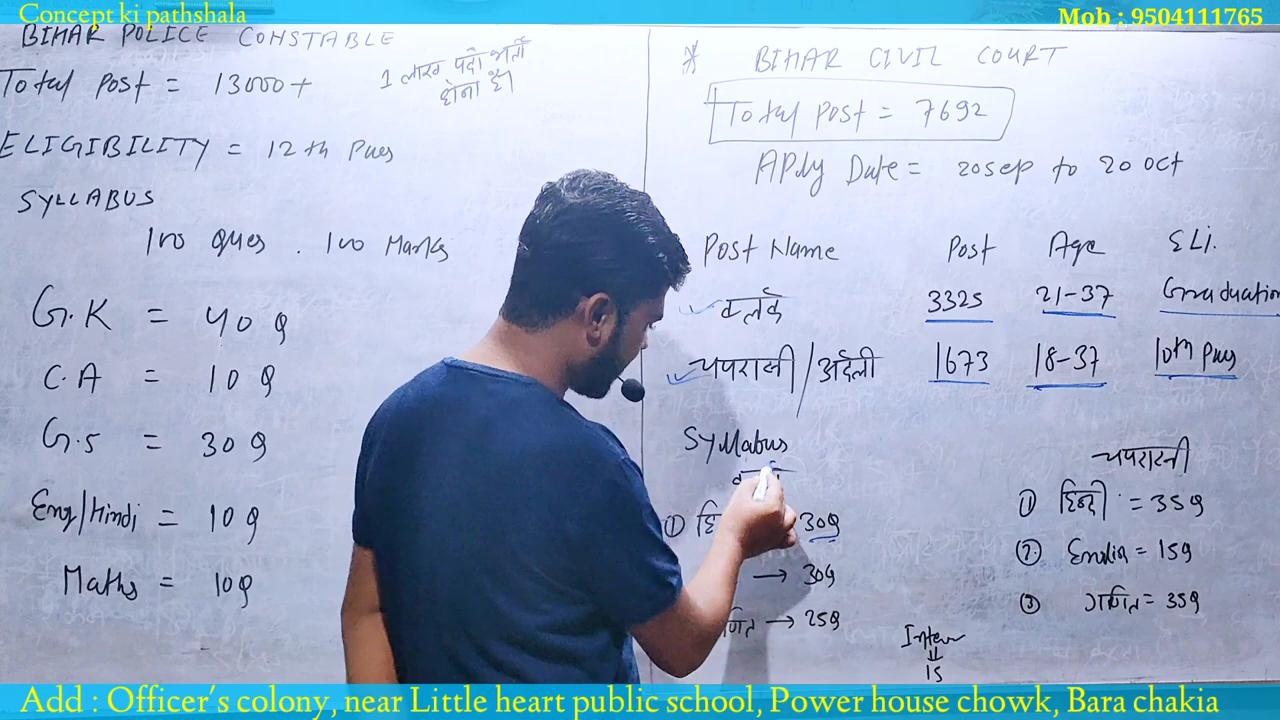 Concept ki pathshala
Mob : 9504111765
BIHAR POLICE CONSTABLE
Total Post = 13000+
1 लाख पदो भर्ती
होना है।
ELIGIBILITY = 12th Pass
SYLLABUS
100 Ques . 100 Marks
G.K = 40 Q
C.A = 10 Q
G.S = 30 Q
Eng/Hindi = 10 Q
Maths = 10 Q
* BIHAR CIVIL COURT
Total Post = 7692
APly Date = 20 Sep to 20 Oct
Post Name Post Age Eli.
क्लर्क 3325 21-37 Graduation
चपरासी/अर्दली 1673 18-37 10th Pass
Syllabus
① 30Q
→ 30Q
→ 25Q
चपरासी
① हिन्दी = 35Q
② = 15Q
③ गणित = 35Q
15
Add : Officer's colony, near Little heart public school, Power house chowk, Bara chakia